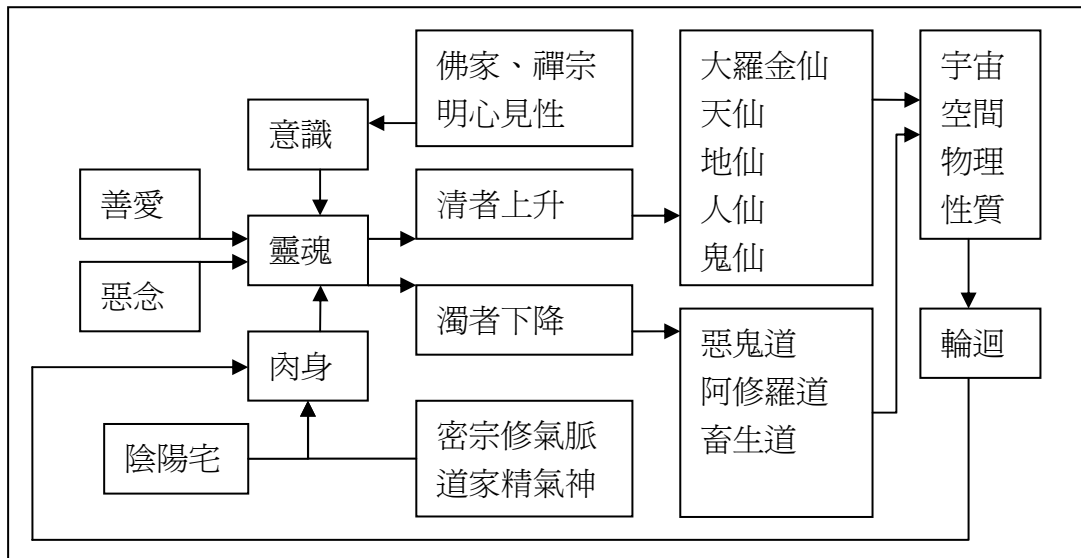 佛家、禪宗
明心見性
意識
善愛
惡念
靈魂
肉身
陰陽宅
清者上升
濁者下降
密宗修氣脈
道家精氣神
大羅金仙
天仙
地仙
人仙
鬼仙
惡鬼道
阿修羅道
畜生道
宇宙
空間
物理
性質
輪迴